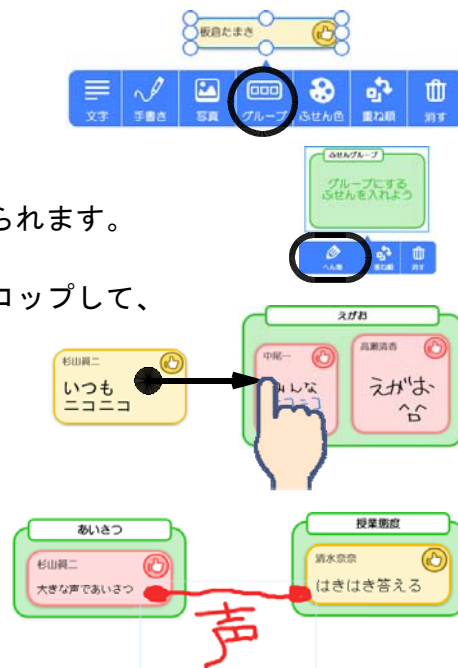 板倉たまき
文字 手書き 写真 グループ ふせん色 重ね順 消す
ふせんグループ
グループにする
ふせんを入れよう
へん集 重ね順 消す
られます。
ロップして、
えがお
杉山眞二
いつも
ニコニコ
中尾…
みんな
高瀬清香
えがお
あいさつ
杉山眞二
大きな声であいさつ
授業態度
清水奈奈
はきはき答える
声